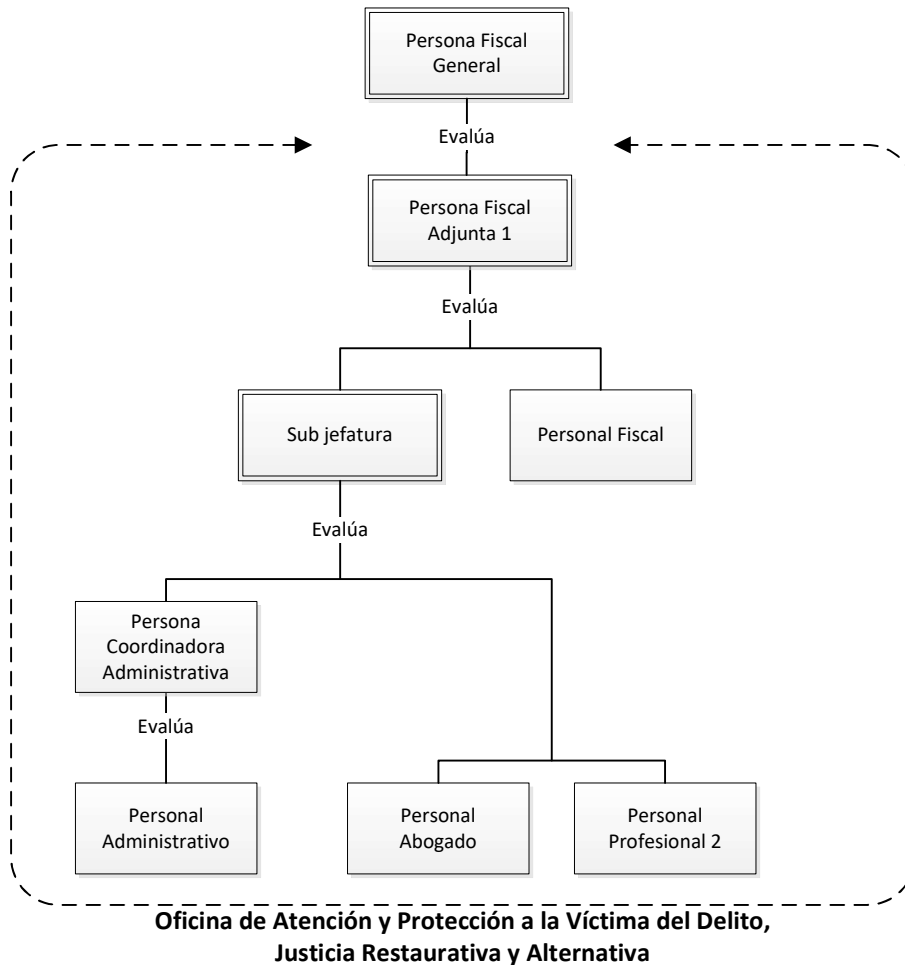 Persona Fiscal
General
Evalúa
Persona Fiscal
Adjunta 1
Evalúa
Sub jefatura
Personal Fiscal
Evalúa
Persona
Coordinadora
Administrativa
Evalúa
Personal
Administrativo
Personal
Abogado
Personal
Profesional 2
Oficina de Atención y Protección a la Víctima del Delito,
Justicia Restaurativa y Alternativa